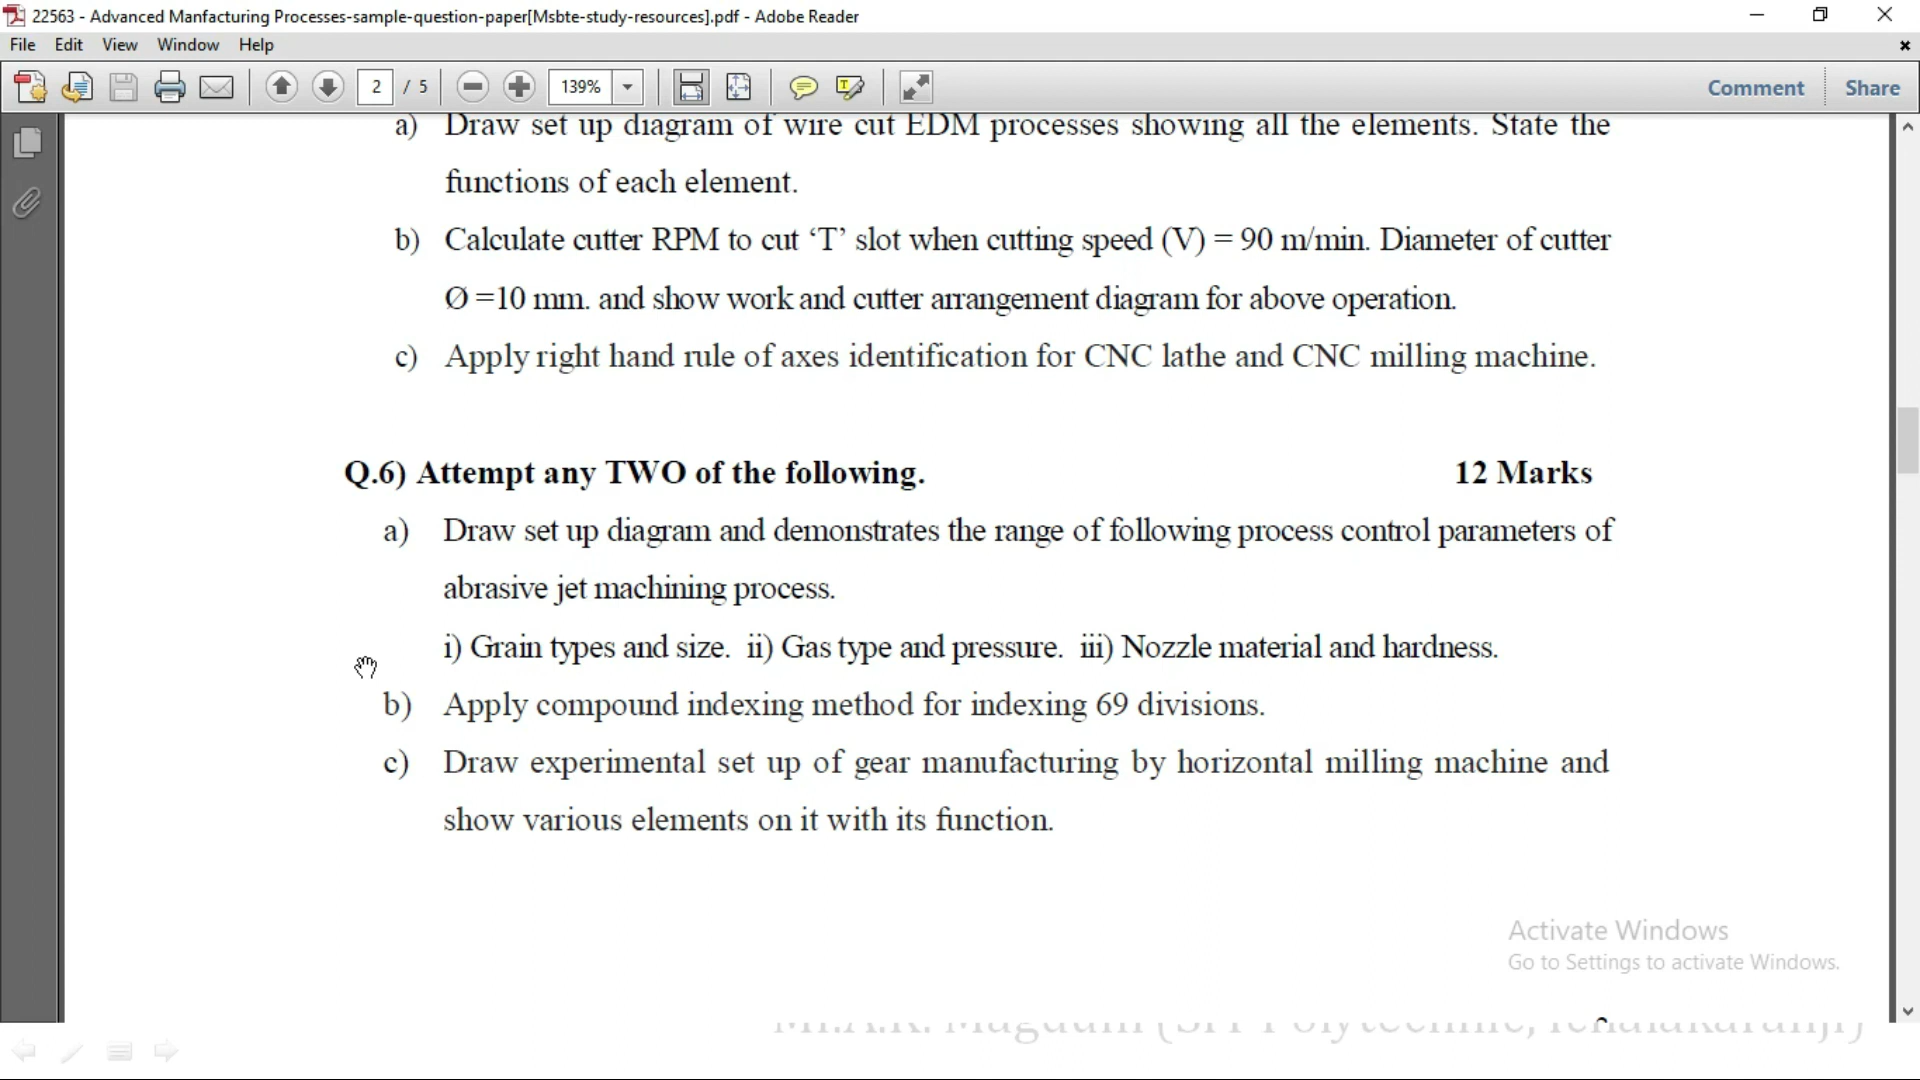 22563 - Advanced Manfacturing Processes-sample-question-paper[Msbte-study-resources].pdf - Adobe Reader
File Edit View Window Help
2 / 5 139% Comment Share
a) Draw set up diagram of wire cut EDM processes showing all the elements. State the
functions of each element.
b) Calculate cutter RPM to cut ‘T’ slot when cutting speed (V) = 90 m/min. Diameter of cutter
Ø =10 mm. and show work and cutter arrangement diagram for above operation.
c) Apply right hand rule of axes identification for CNC lathe and CNC milling machine.
Q.6) Attempt any TWO of the following. 12 Marks
a) Draw set up diagram and demonstrates the range of following process control parameters of
abrasive jet machining process.
i) Grain types and size. ii) Gas type and pressure. iii) Nozzle material and hardness.
b) Apply compound indexing method for indexing 69 divisions.
c) Draw experimental set up of gear manufacturing by horizontal milling machine and
show various elements on it with its function.
Activate Windows
Go to Settings to activate Windows.